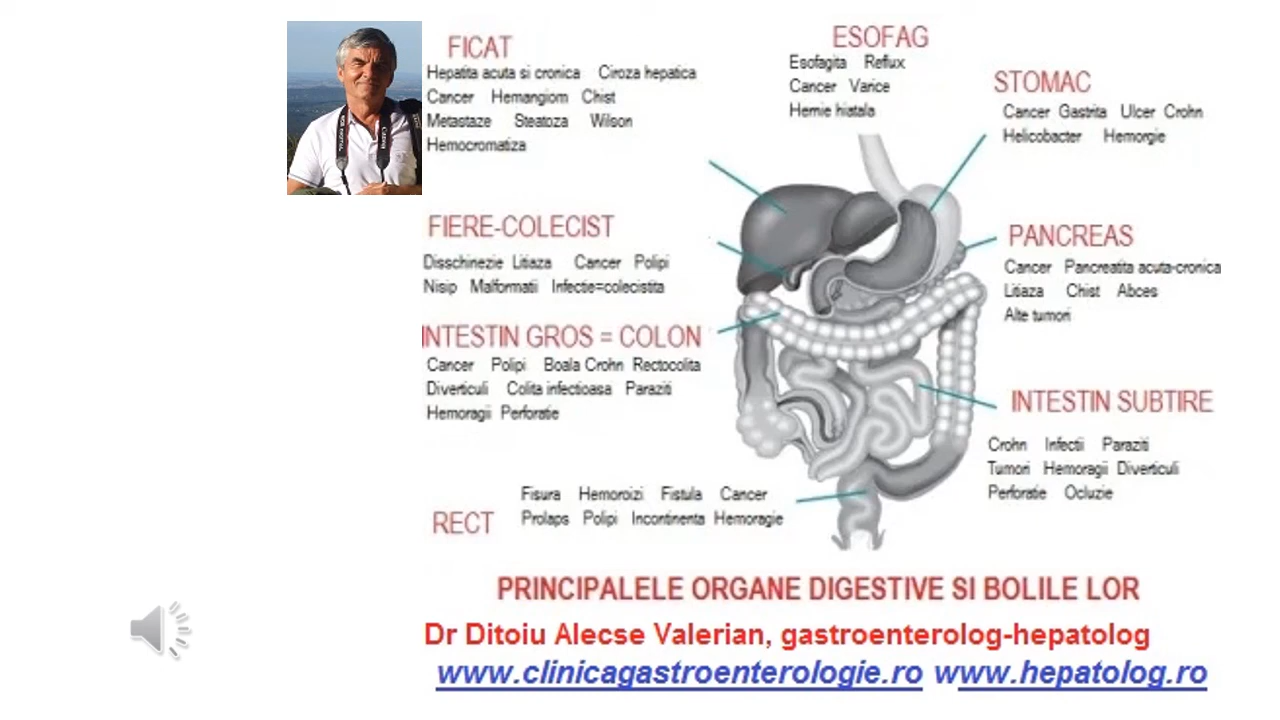 FICAT
Hepatita acuta si cronica Ciroza hepatica
Cancer Hemangiom Chist
Metastaze Steatoza Wilson
Hemocromatiza
ESOFAG
Esofagita Reflux
Cancer Varice
Hernie hiatala
STOMAC
Cancer Gastrita Ulcer Crohn
Helicobacter Hemorgie
FIERE-COLECIST
Disschinezie Litiaza Cancer Polipi
Nisip Malformatii Infectie=colecistita
PANCREAS
Cancer Pancreatita acuta-cronica
Litiaza Chist Abces
Alte tumori
INTESTIN GROS = COLON
Cancer Polipi Boala Crohn Rectocolita
Diverticuli Colita infectioasa Paraziti
Hemoragii Perforatie
INTESTIN SUBTIRE
Crohn Infectii Paraziti
Tumori Hemoragii Diverticuli
Perforatie Ocluzie
RECT
Fisura Hemoroizi Fistula Cancer
Prolaps Polipi Incontinenta Hemoragie
PRINCIPALELE ORGANE DIGESTIVE SI BOLILE LOR
Dr Ditoiu Alecse Valerian, gastroenterolog-hepatolog
www.clinicagastroenterologie.ro www.hepatolog.ro